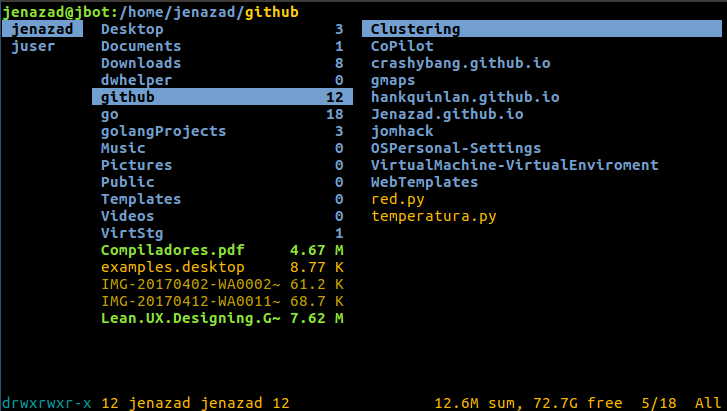 jenazad@jbot:/home/jenazad/github
jenazad Desktop 3 Clustering
juser Documents 1 CoPilot
Downloads 8 crashybang.github.io
dwhelper 0 gmaps
github 12 hankquinlan.github.io
go 18 Jenazad.github.io
golangProjects 3 jomhack
Music 0 OSPersonal-Settings
Pictures 0 VirtualMachine-VirtualEnviroment
Public 0 WebTemplates
Templates 0 red.py
Videos 0 temperatura.py
VirtStg 1
Compiladores.pdf 4.67 M
examples.desktop 8.77 K
IMG-20170402-WA0002~ 61.2 K
IMG-20170412-WA0011~ 68.7 K
Lean.UX.Designing.G~ 7.62 M
drwxrwxr-x 12 jenazad jenazad 12 12.6M sum, 72.7G free 5/18 All